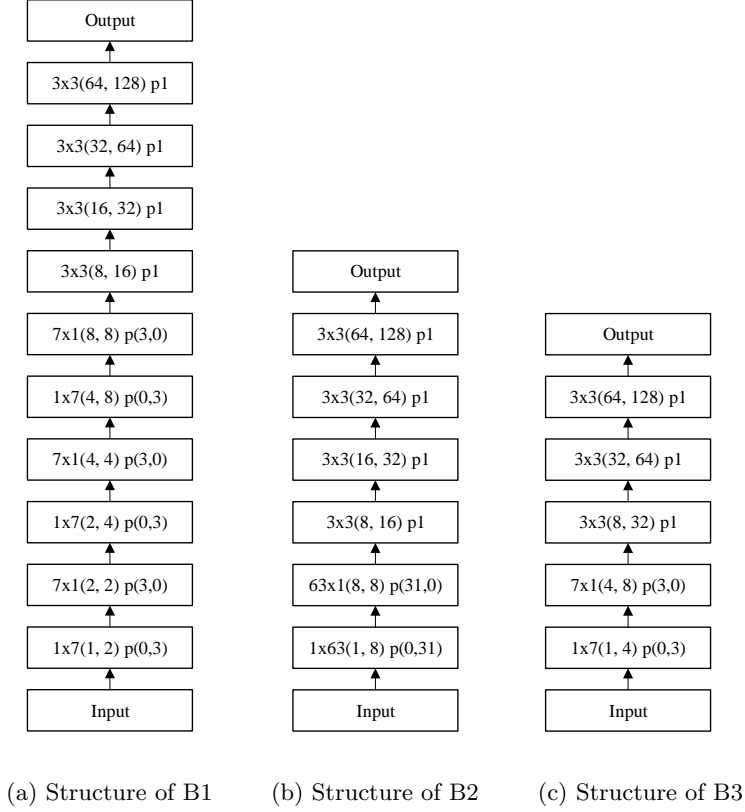 Output
3x3(64, 128) p1
3x3(32, 64) p1
3x3(16, 32) p1
3x3(8, 16) p1
7x1(8, 8) p(3,0)
1x7(4, 8) p(0,3)
7x1(4, 4) p(3,0)
1x7(2, 4) p(0,3)
7x1(2, 2) p(3,0)
1x7(1, 2) p(0,3)
Input
(a) Structure of B1
Output
3x3(64, 128) p1
3x3(32, 64) p1
3x3(16, 32) p1
3x3(8, 16) p1
63x1(8, 8) p(31,0)
1x63(1, 8) p(0,31)
Input
(b) Structure of B2
Output
3x3(64, 128) p1
3x3(32, 64) p1
3x3(8, 32) p1
7x1(4, 8) p(3,0)
1x7(1, 4) p(0,3)
Input
(c) Structure of B3